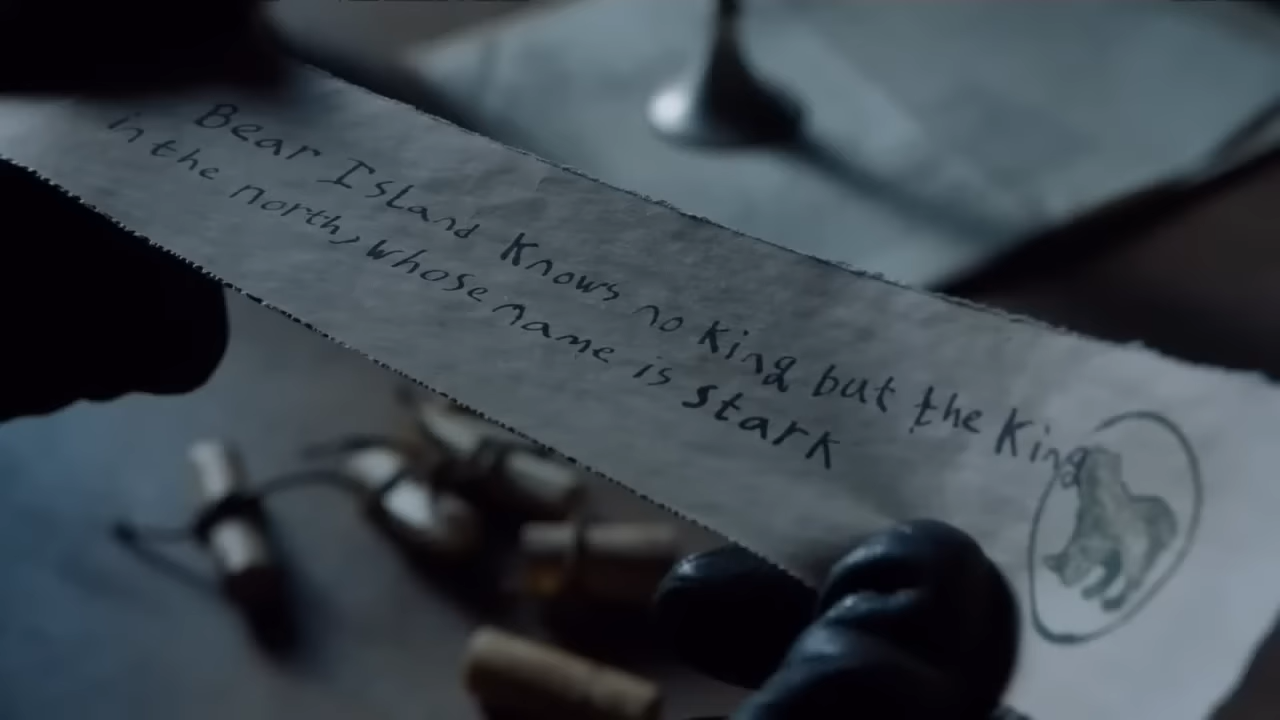 Bear Island Knows no King but the King
in the north, whose name is stark